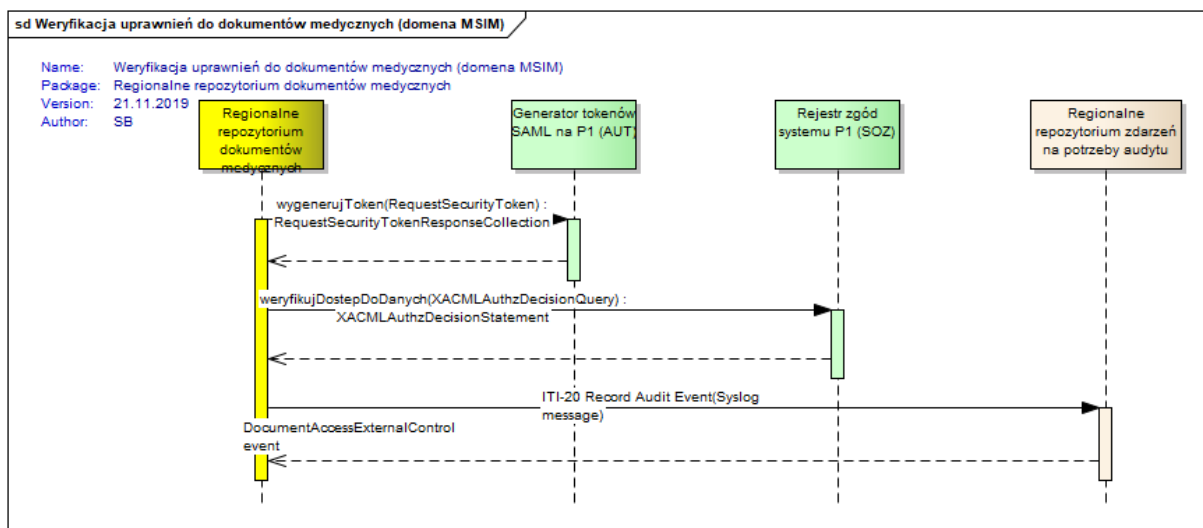 sd Weryfikacja uprawnień do dokumentów medycznych (domena MSIM)
Name: Weryfikacja uprawnień do dokumentów medycznych (domena MSIM)
Package: Regionalne repozytorium dokumentów medycznych
Version: 21.11.2019
Author: SB
Regionalne
repozytorium
dokumentów
medycznych
Generator tokenów
SAML na P1 (AUT)
Rejestr zgód
systemu P1 (SOZ)
Regionalne
repozytorium zdarzeń
na potrzeby audytu
wygenerujToken(RequestSecurityToken) :
RequestSecurityTokenResponseCollection
weryfikujDostepDoDanych(XACMLAuthzDecisionQuery) :
XACMLAuthzDecisionStatement
ITI-20 Record Audit Event(Syslog
message)
DocumentAccessExternalControl
event